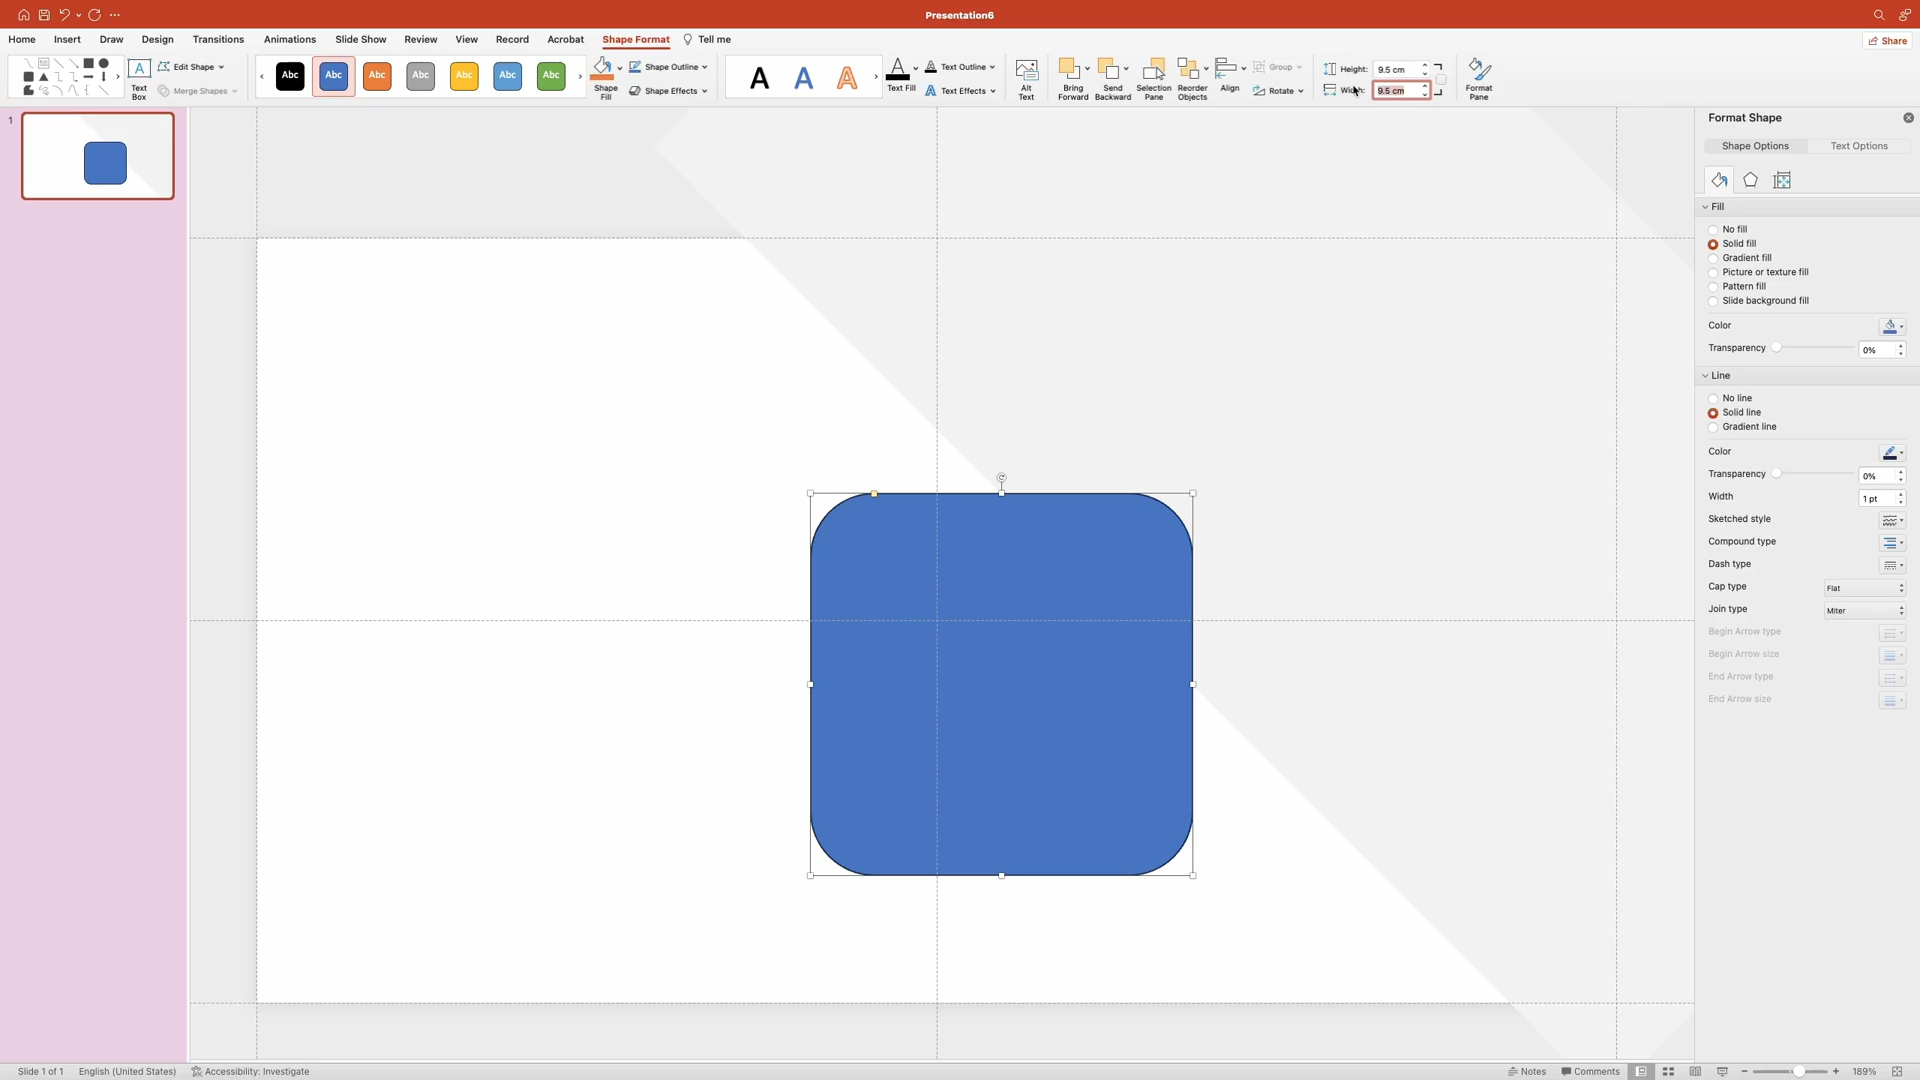 Presentation6
Home Insert Draw Design Transitions Animations Slide Show Review View Record Acrobat Shape Format Tell me
Share
Text Box
Edit Shape
Merge Shapes
Abc Abc Abc Abc Abc Abc Abc
Shape Fill
Shape Outline
Shape Effects
A A A
Text Fill
Text Outline
Text Effects
Alt Text
Bring Forward
Send Backward
Selection Pane
Reorder Objects
Align
Group
Rotate
Height: 9.5 cm
Width: 9.5 cm
Format Pane
1
Format Shape
Shape Options Text Options
Fill
No fill
Solid fill
Gradient fill
Picture or texture fill
Pattern fill
Slide background fill
Color
Transparency 0%
Line
No line
Solid line
Gradient line
Color
Transparency 0%
Width 1 pt
Sketched style
Compound type
Dash type
Cap type Flat
Join type Miter
Begin Arrow type
Begin Arrow size
End Arrow type
End Arrow size
Slide 1 of 1 English (United States) Accessibility: Investigate Notes Comments 189%